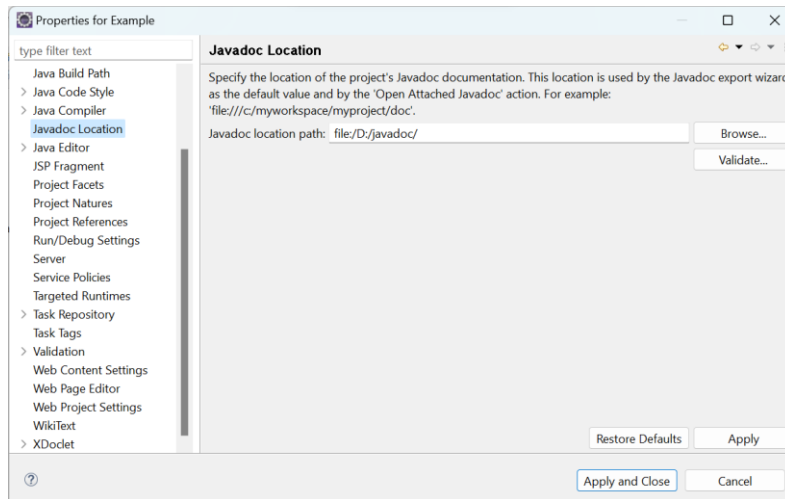 Properties for Example
type filter text
Java Build Path
Java Code Style
Java Compiler
Javadoc Location
Java Editor
JSP Fragment
Project Facets
Project Natures
Project References
Run/Debug Settings
Server
Service Policies
Targeted Runtimes
Task Repository
Task Tags
Validation
Web Content Settings
Web Page Editor
Web Project Settings
WikiText
XDoclet
Javadoc Location
Specify the location of the project's Javadoc documentation. This location is used by the Javadoc export wizard
as the default value and by the 'Open Attached Javadoc' action. For example:
'file:///c:/myworkspace/myproject/doc'.
Javadoc location path: file:/D:/javadoc/ Browse...
Validate...
Restore Defaults Apply
Apply and Close Cancel